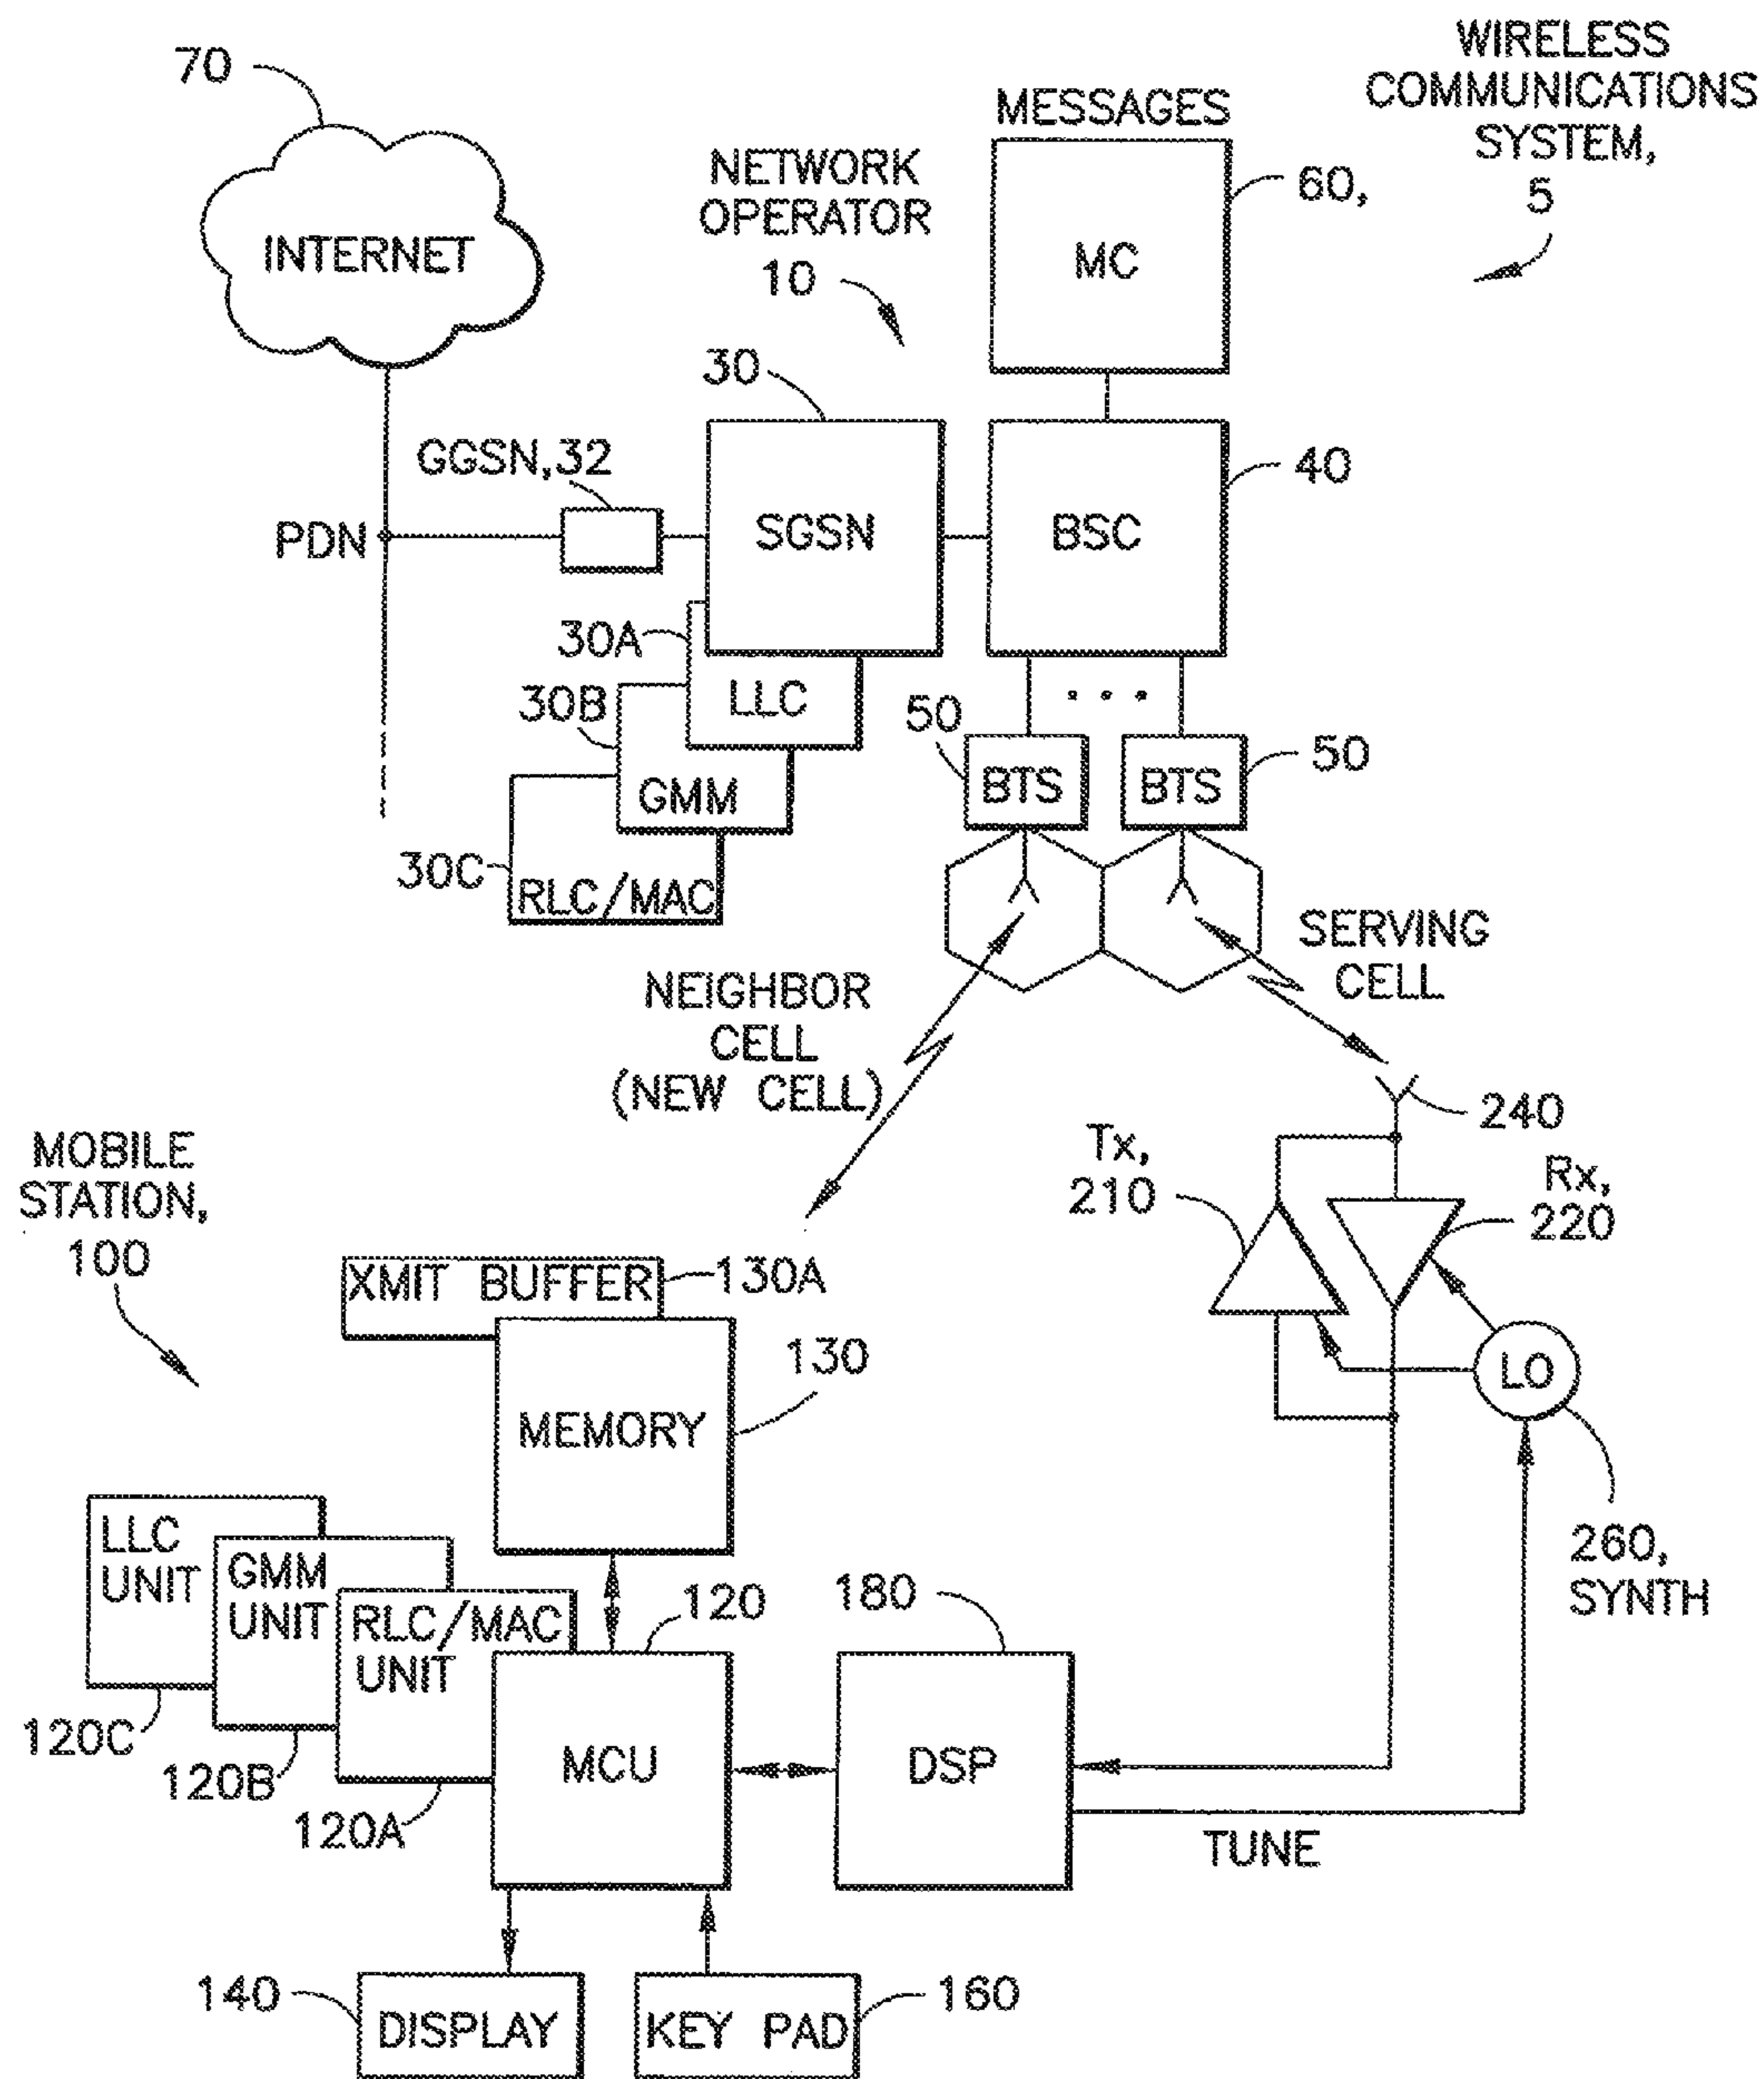 WIRELESS
COMMUNICATIONS
SYSTEM,
5
70
INTERNET
MESSAGES
NETWORK
OPERATOR
10
MC
60,
30
GGSN,32
PDN
SGSN
BSC
40
30A
LLC
30B
GMM
30C
RLC/MAC
. . .
50
BTS
BTS
50
NEIGHBOR
CELL
(NEW CELL)
SERVING
CELL
240
Tx,
210
Rx,
220
LO
260,
SYNTH
MOBILE
STATION,
100
XMIT BUFFER
130A
MEMORY
130
LLC
UNIT
GMM
UNIT
RLC/MAC
UNIT
120C
120B
120A
MCU
120
180
DSP
TUNE
140
DISPLAY
KEY PAD
160